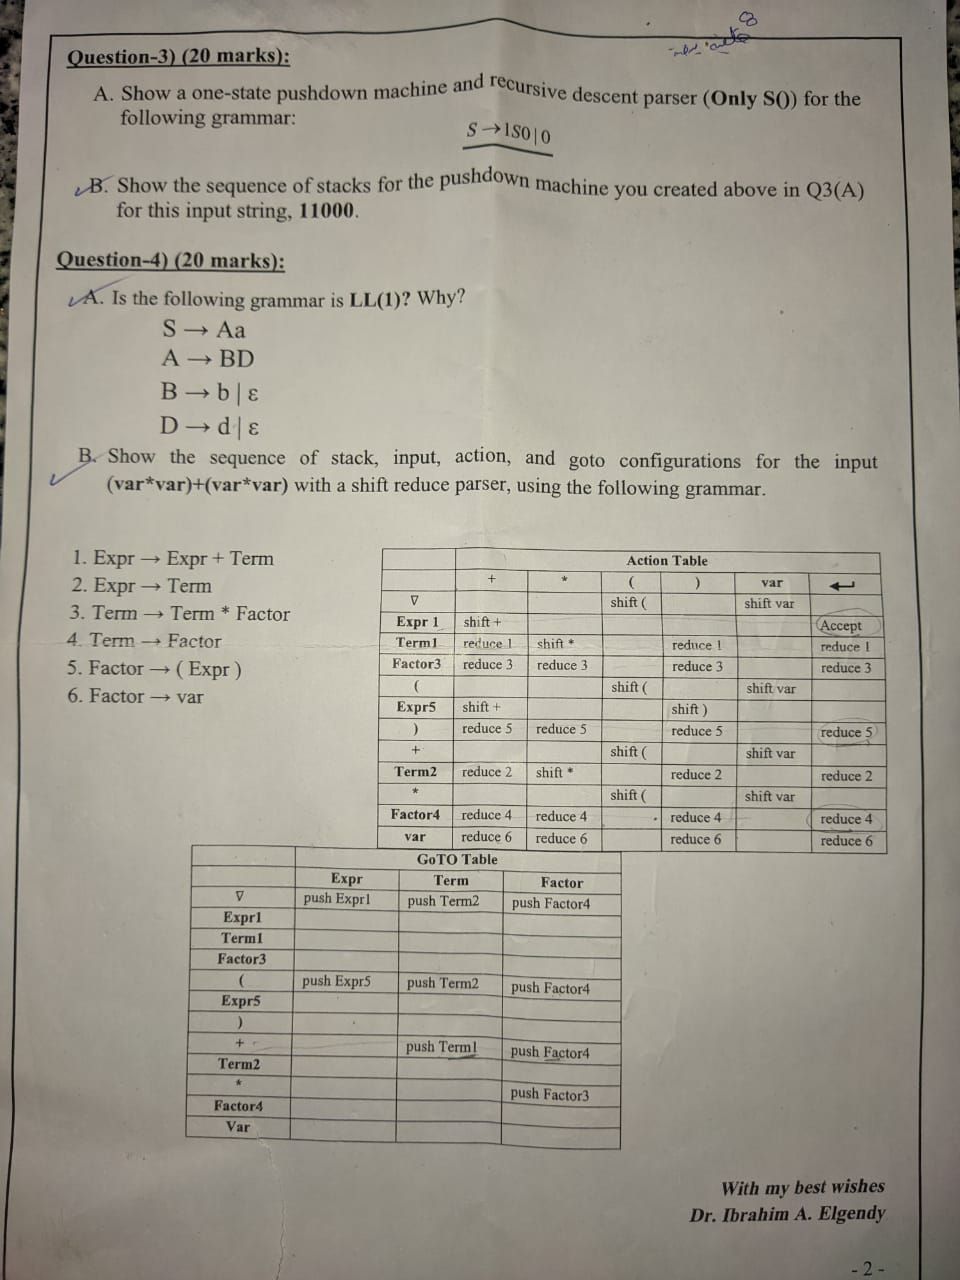 Question-3) (20 marks):
A. Show a one-state pushdown machine and recursive descent parser (Only S()) for the
following grammar:
S → 1S0 | 0
B. Show the sequence of stacks for the pushdown machine you created above in Q3(A)
for this input string, 11000.
Question-4) (20 marks):
A. Is the following grammar is LL(1)? Why?
S → Aa
A → BD
B → b | ε
D → d | ε
B. Show the sequence of stack, input, action, and goto configurations for the input
(var*var)+(var*var) with a shift reduce parser, using the following grammar.
1. Expr → Expr + Term
2. Expr → Term
3. Term → Term * Factor
4. Term → Factor
5. Factor → ( Expr )
6. Factor → var
Action Table
+ * ( ) var ↵
∇ shift ( shift var
Expr 1 shift + Accept
Term1 reduce 1 shift * reduce 1 reduce 1
Factor3 reduce 3 reduce 3 reduce 3 reduce 3
( shift ( shift var
Expr5 shift + shift )
) reduce 5 reduce 5 reduce 5 reduce 5
+ shift ( shift var
Term2 reduce 2 shift * reduce 2 reduce 2
* shift ( shift var
Factor4 reduce 4 reduce 4 reduce 4 reduce 4
var reduce 6 reduce 6 reduce 6 reduce 6
GoTO Table
Expr Term Factor
∇ push Expr1 push Term2 push Factor4
Expr1
Term1
Factor3
( push Expr5 push Term2 push Factor4
Expr5
)
+ push Term1 push Factor4
Term2
* push Factor3
Factor4
Var
With my best wishes
Dr. Ibrahim A. Elgendy
- 2 -